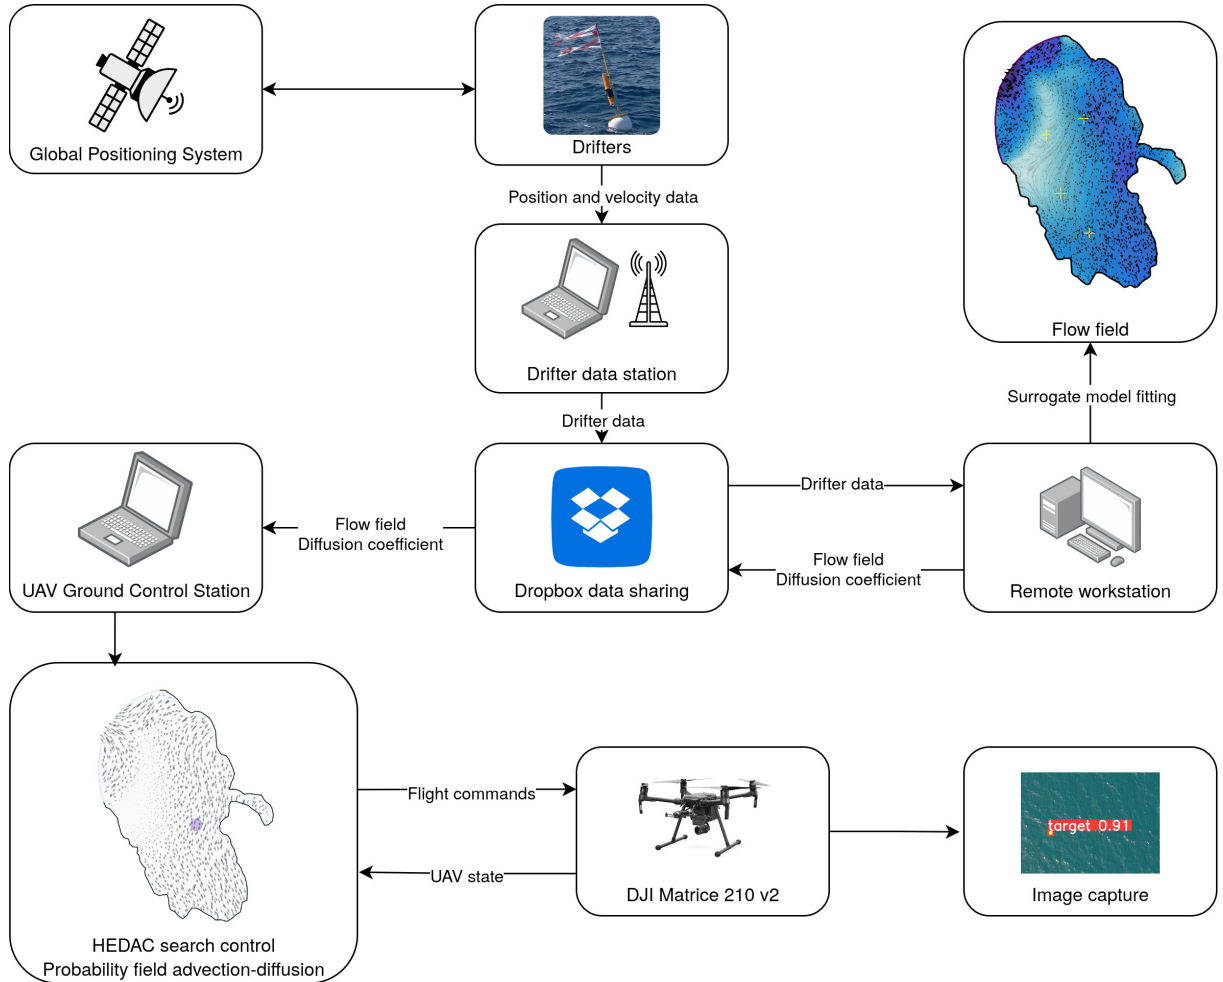 Global Positioning System
Drifters
Position and velocity data
Drifter data station
Drifter data
Flow field
Surrogate model fitting
UAV Ground Control Station
Flow field
Diffusion coefficient
Dropbox data sharing
Drifter data
Flow field
Diffusion coefficient
Remote workstation
HEDAC search control
Probability field advection-diffusion
Flight commands
UAV state
DJI Matrice 210 v2
target 0.91
Image capture